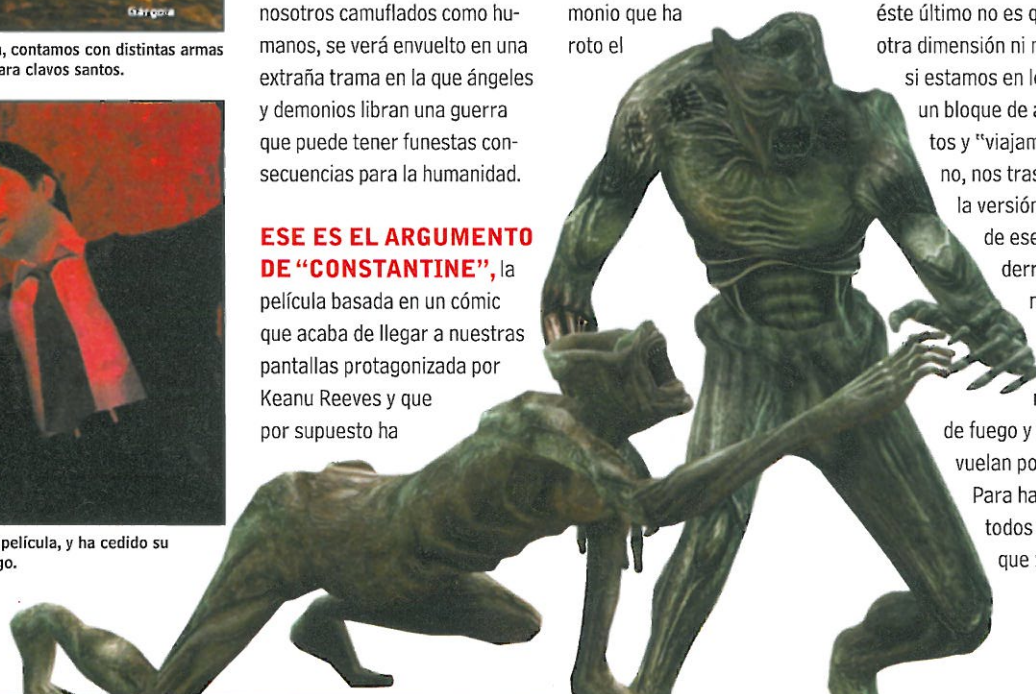 Gárgola
, contamos con distintas armas
ara clavos santos.
película, y ha cedido su
go.
nosotros camuflados como hu-
manos, se verá envuelto en una
extraña trama en la que ángeles
y demonios libran una guerra
que puede tener funestas con-
secuencias para la humanidad.
ESE ES EL ARGUMENTO
DE “CONSTANTINE”, la
película basada en un cómic
que acaba de llegar a nuestras
pantallas protagonizada por
Keanu Reeves y que
por supuesto ha
monio que ha
roto el
éste último no es q
otra dimensión ni
si estamos en l
un bloque de a
tos y “viajam
no, nos tras
la versión
de ese
derr
de fuego y
vuelan po
Para ha
todos
que